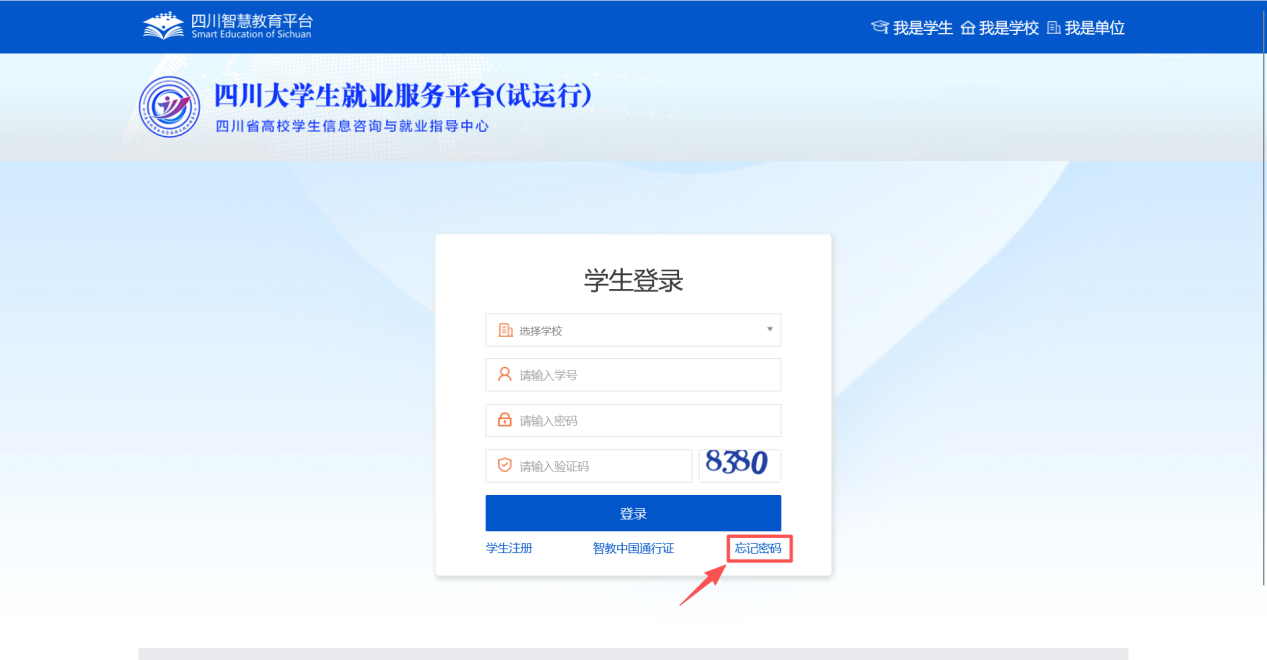 四川智慧教育平台
Smart Education of Sichuan
我是学生 我是学校 我是单位
四川大学生就业服务平台(试运行)
四川省高校学生信息咨询与就业指导中心
学生登录
选择学校
请输入学号
请输入密码
请输入验证码 8380
登录
学生注册 智教中国通行证 忘记密码